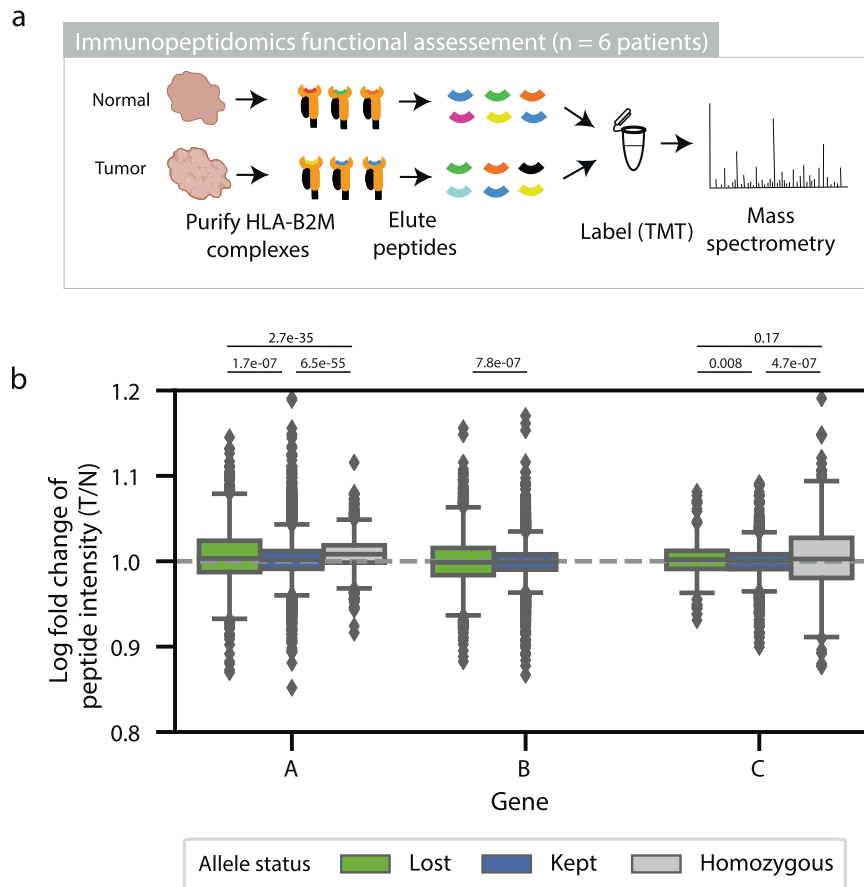 a
Immunopeptidomics functional assessement (n = 6 patients)
Normal
Tumor
Purify HLA-B2M
complexes
Elute
peptides
Label (TMT)
Mass
spectrometry
b
2.7e-35
0.17
1.7e-07 6.5e-55
7.8e-07
0.008 4.7e-07
Log fold change of
peptide intensity (T/N)
1.2
1.1
1.0
0.9
0.8
A B C
Gene
Allele status Lost Kept Homozygous